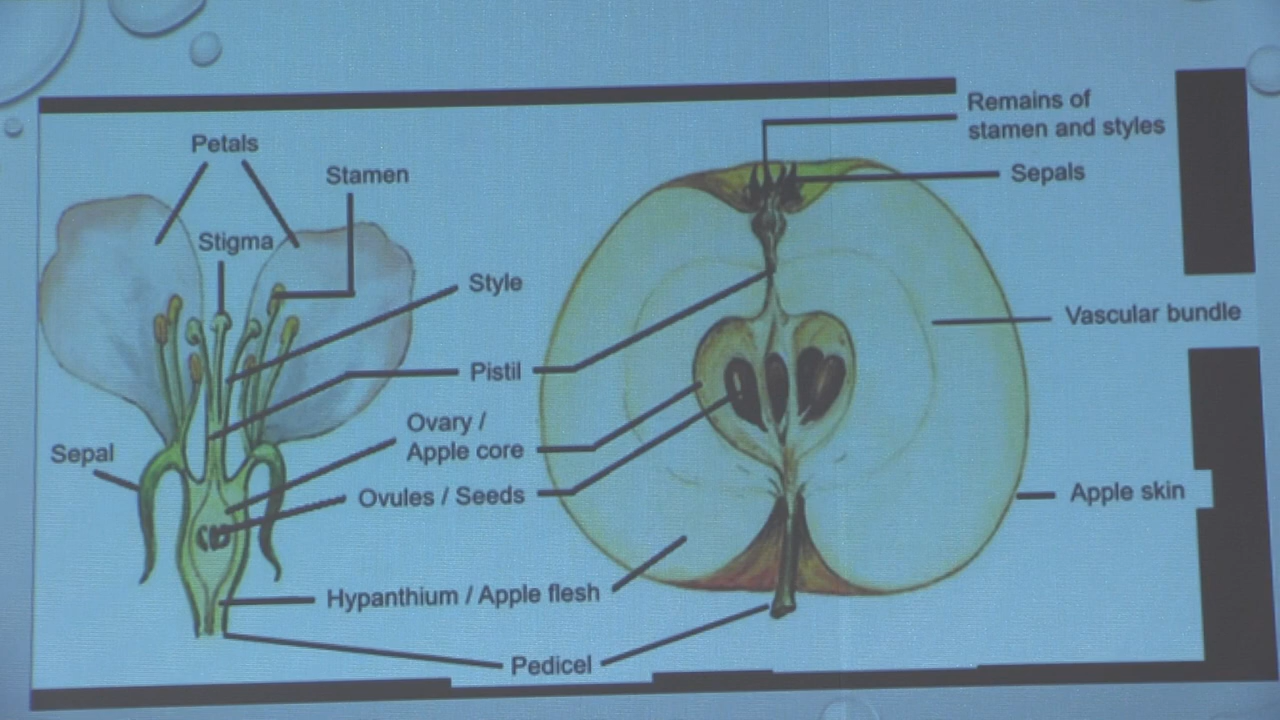 Petals
Stamen
Stigma
Style
Pistil
Ovary /
Apple core
Sepal
Ovules / Seeds
Hypanthium / Apple flesh
Pedicel
Remains of
stamen and styles
Sepals
Vascular bundle
Apple skin